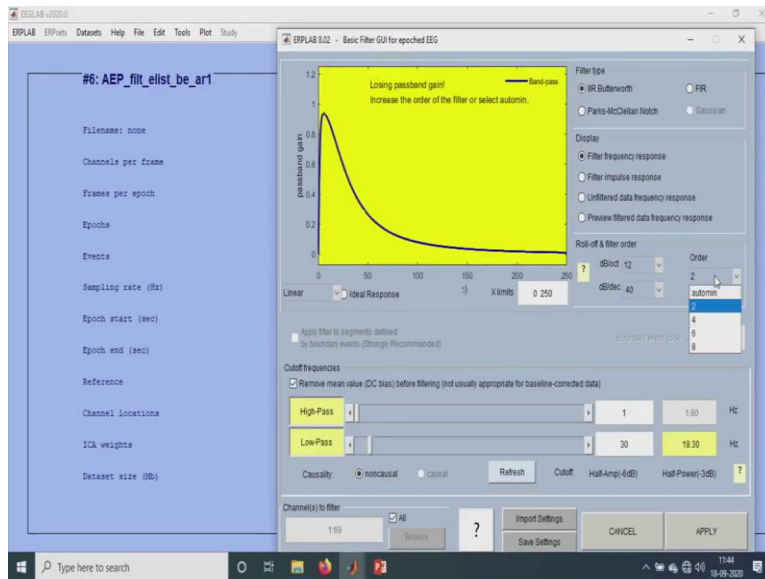 EEGLAB v2020.0
ERPLAB ERPsets Datasets Help File Edit Tools Plot Study
#6: AEP_filt_elist_be_ar1
Filename: none
Channels per frame
Frames per epoch
Epochs
Events
Sampling rate (Hz)
Epoch start (sec)
Epoch end (sec)
Reference
Channel locations
ICA weights
Dataset size (Mb)
ERPLAB 8.02 - Basic Filter GUI for epoched EEG
Losing passband gain!
Increase the order of the filter or select automin.
Band-pass
passband gain
1.2
1
0.8
0.6
0.4
0.2
0
0 50 100 150 200 250
Linear
Ideal Response
X limits
0 250
Filter type
IIR Butterworth
FIR
Parks-McClellan Notch
Gaussian
Display
Filter frequency response
Filter impulse response
Unfiltered data frequency response
Preview filtered data frequency response
Roll-off & filter order
?
dB/oct 12
dB/dec 40
Order
2
automin
2
4
6
8
Apply filter to segments defined
by boundary events (Strongly Recommended)
Boundary event code
Cutoff frequencies
Remove mean value (DC bias) before filtering (not usually appropriate for baseline-corrected data)
High-Pass
1
1.60
Hz
Low-Pass
30
19.30
Hz
Causality:
noncausal
causal
Refresh
Cutoff:
Half-Amp(-6dB)
Half-Power(-3dB)
?
Channel(s) to filter
1:69
All
Browse
?
Import Settings
Save Settings
CANCEL
APPLY
Type here to search
11:44
18-09-2020